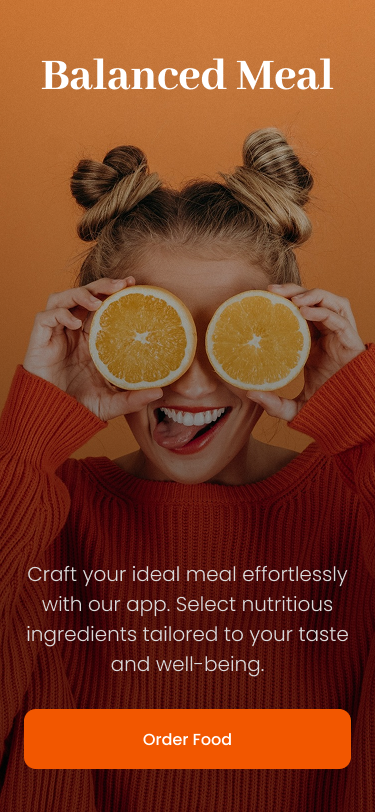 Balanced Meal
Craft your ideal meal effortlessly
with our app. Select nutritious
ingredients tailored to your taste
and well-being.
Order Food